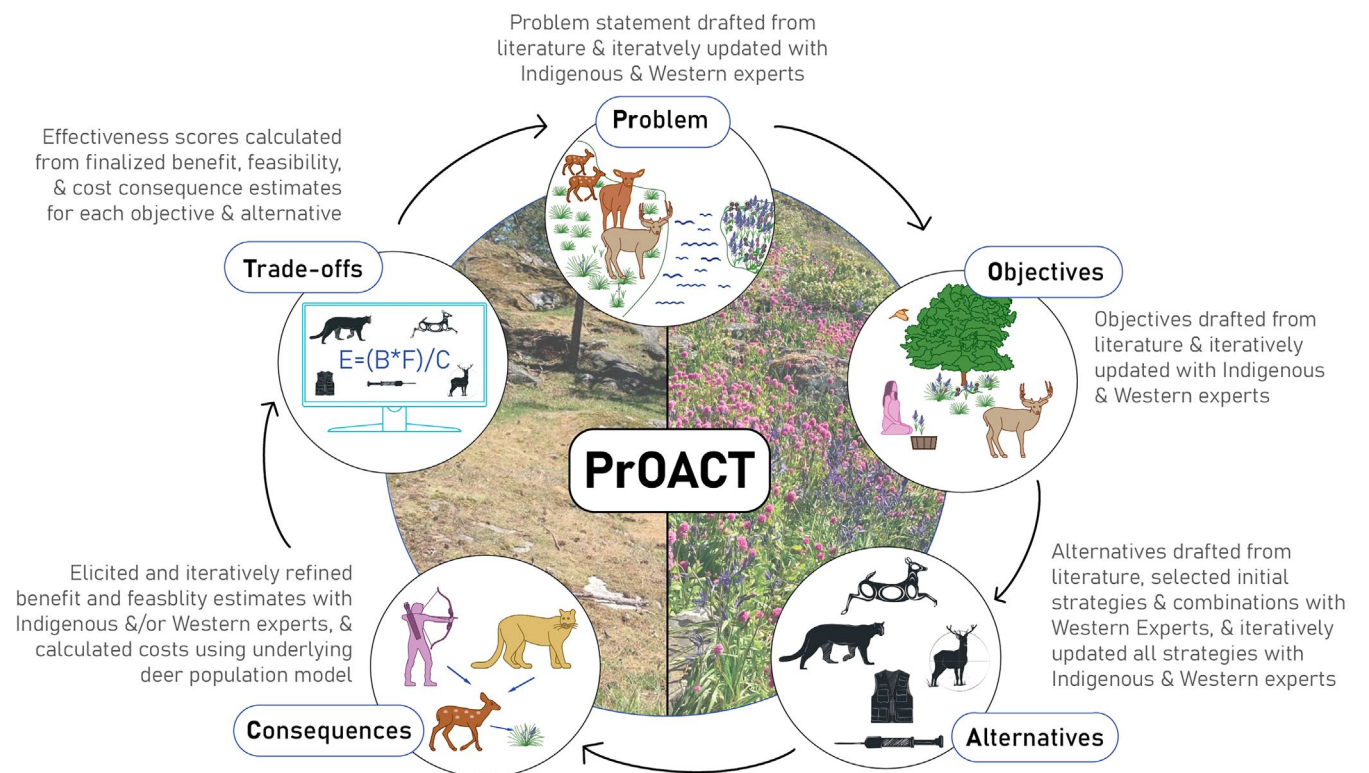 Problem statement drafted from
literature & iteratvely updated with
Indigenous & Western experts
Problem
Objectives
Objectives drafted from
literature & iteratively
updated with Indigenous
& Western experts
Alternatives drafted from
literature, selected initial
strategies & combinations with
Western Experts, & iteratively
updated all strategies with
Indigenous & Western experts
Alternatives
Elicited and iteratively refined
benefit and feasblity estimates with
Indigenous &/or Western experts, &
calculated costs using underlying
deer population model
Consequences
Effectiveness scores calculated
from finalized benefit, feasibility,
& cost consequence estimates
for each objective & alternative
Trade-offs
E=(B*F)/C
PrOACT